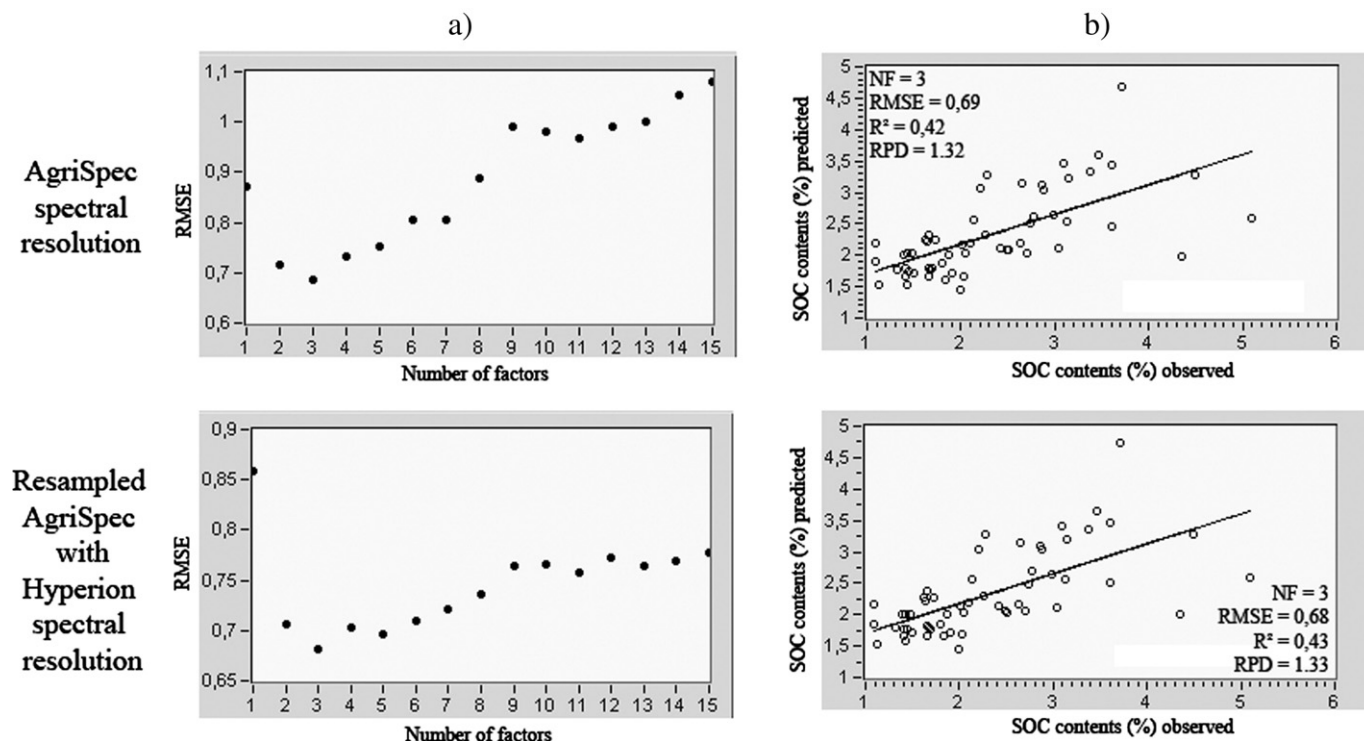 a)
b)
AgriSpec
spectral
resolution
1,1
1
0,9
0,8
0,7
0,6
RMSE
1 2 3 4 5 6 7 8 9 10 11 12 13 14 15
Number of factors
5
4,5
4
3,5
3
2,5
2
1,5
1
SOC contents (%) predicted
NF = 3
RMSE = 0,69
R² = 0,42
RPD = 1.32
1 2 3 4 5 6
SOC contents (%) observed
Resampled
AgriSpec
with
Hyperion
spectral
resolution
0,9
0,85
0,8
0,75
0,7
0,65
RMSE
1 2 3 4 5 6 7 8 9 10 11 12 13 14 15
Number of factors
5
4,5
4
3,5
3
2,5
2
1,5
1
SOC contents (%) predicted
NF = 3
RMSE = 0,68
R² = 0,43
RPD = 1.33
1 2 3 4 5 6
SOC contents (%) observed